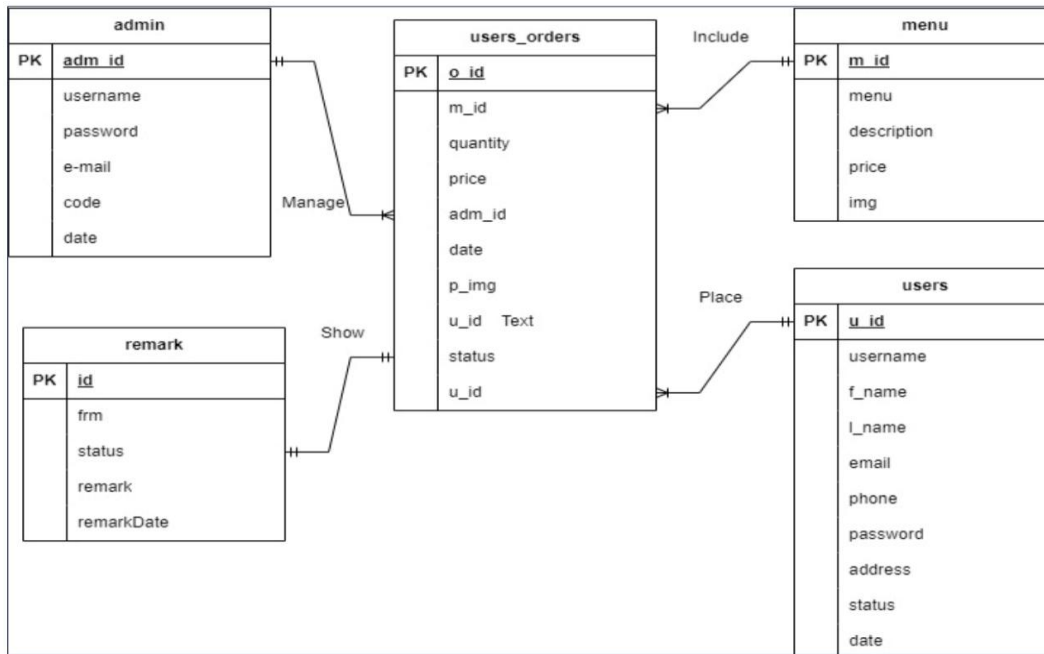 admin
PK adm_id
username
password
e-mail
code
date
Manage
users_orders
PK o_id
m_id
quantity
price
adm_id
date
p_img
u_id Text
status
u_id
Include
menu
PK m_id
menu
description
price
img
Show
remark
PK id
frm
status
remark
remarkDate
Place
users
PK u_id
username
f_name
l_name
email
phone
password
address
status
date